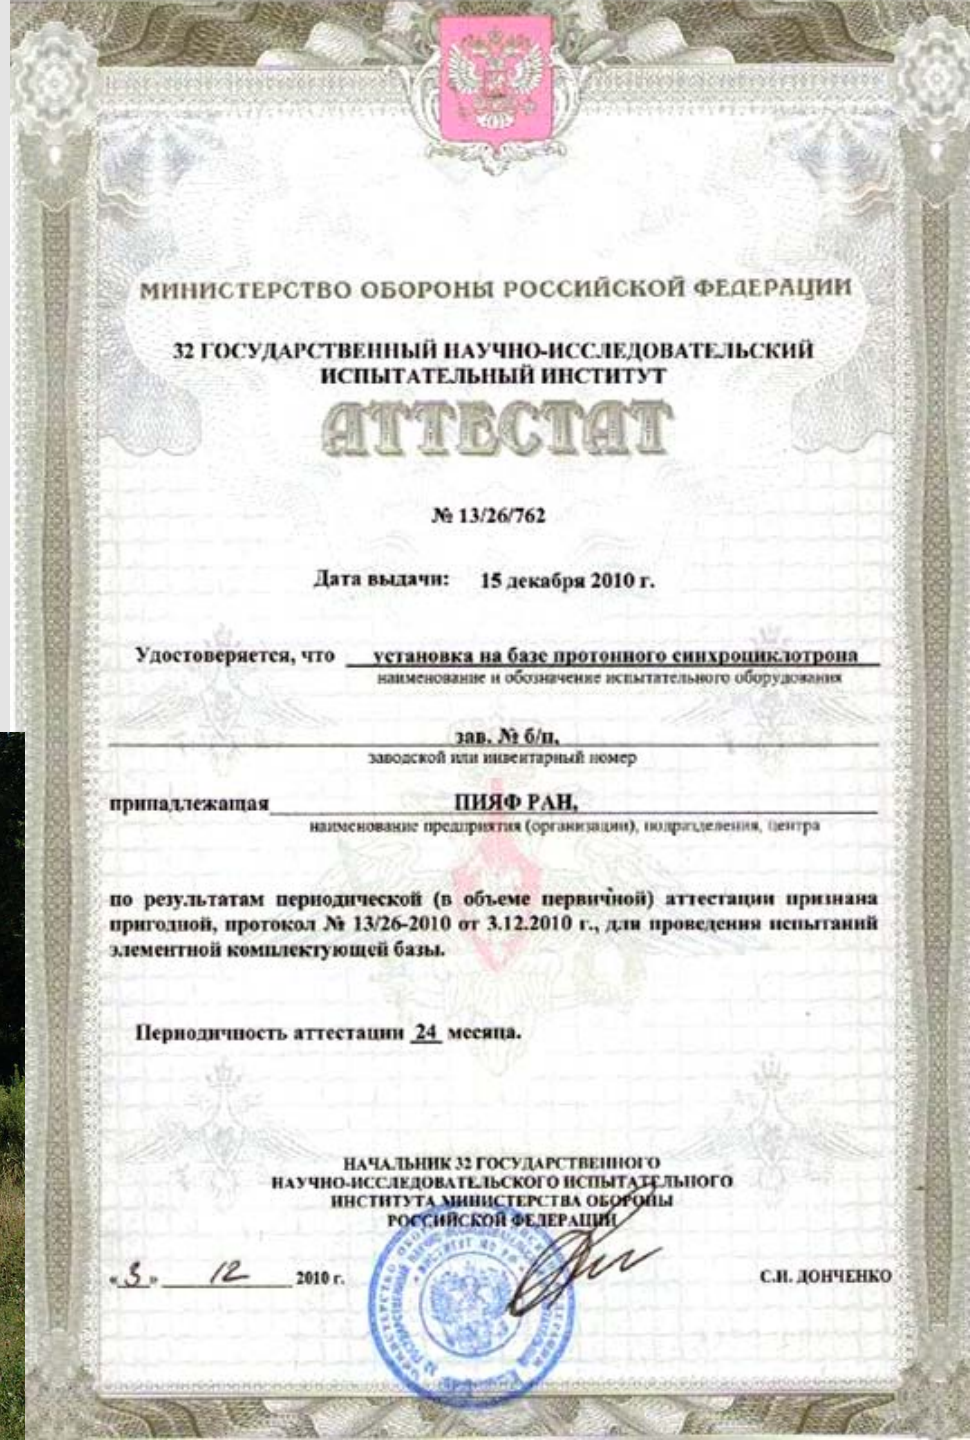 МИНИСТЕРСТВО ОБОРОНЫ РОССИЙСКОЙ ФЕДЕРАЦИИ
32 ГОСУДАРСТВЕННЫЙ НАУЧНО-ИССЛЕДОВАТЕЛЬСКИЙ
ИСПЫТАТЕЛЬНЫЙ ИНСТИТУТ
АТТЕСТАТ
№ 13/26/762
Дата выдачи: 15 декабря 2010 г.
Удостоверяется, что установка на базе протонного синхроциклотрона
наименование и обозначение испытательного оборудования
зав. № б/н,
заводской или инвентарный номер
принадлежащая ПИЯФ РАН,
наименование предприятия (организации), подразделения, центра
по результатам периодической (в объеме первичной) аттестации признана
пригодной, протокол № 13/26-2010 от 3.12.2010 г., для проведения испытаний
элементной комплектующей базы.
Периодичность аттестации 24 месяца.
НАЧАЛЬНИК 32 ГОСУДАРСТВЕННОГО
НАУЧНО-ИССЛЕДОВАТЕЛЬСКОГО ИСПЫТАТЕЛЬНОГО
ИНСТИТУТА МИНИСТЕРСТВА ОБОРОНЫ
РОССИЙСКОЙ ФЕДЕРАЦИИ
«3» 12 2010 г.
С.И. ДОНЧЕНКО